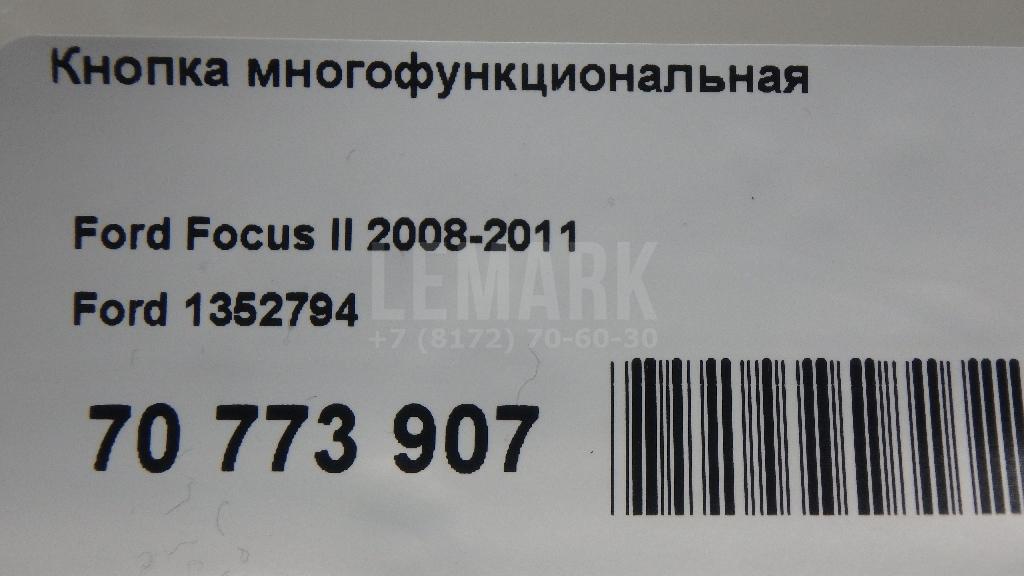 Кнопка многофункциональная
Ford Focus II 2008-2011
LEMARK
Ford 1352794
+7 (8172) 70-60-30
70 773 907